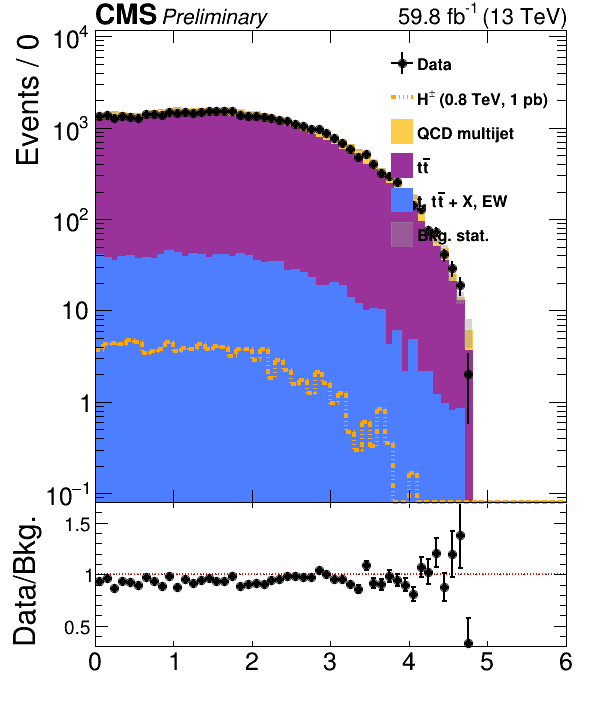 CMS Preliminary 59.8 fb⁻¹ (13 TeV)
Events / 0
10⁴
10³
10²
10
1
10⁻¹
Data
H± (0.8 TeV, 1 pb)
QCD multijet
tt̄
t, tt̄ + X, EW
Bkg. stat.
Data/Bkg.
1.5
1
0.5
0 1 2 3 4 5 6